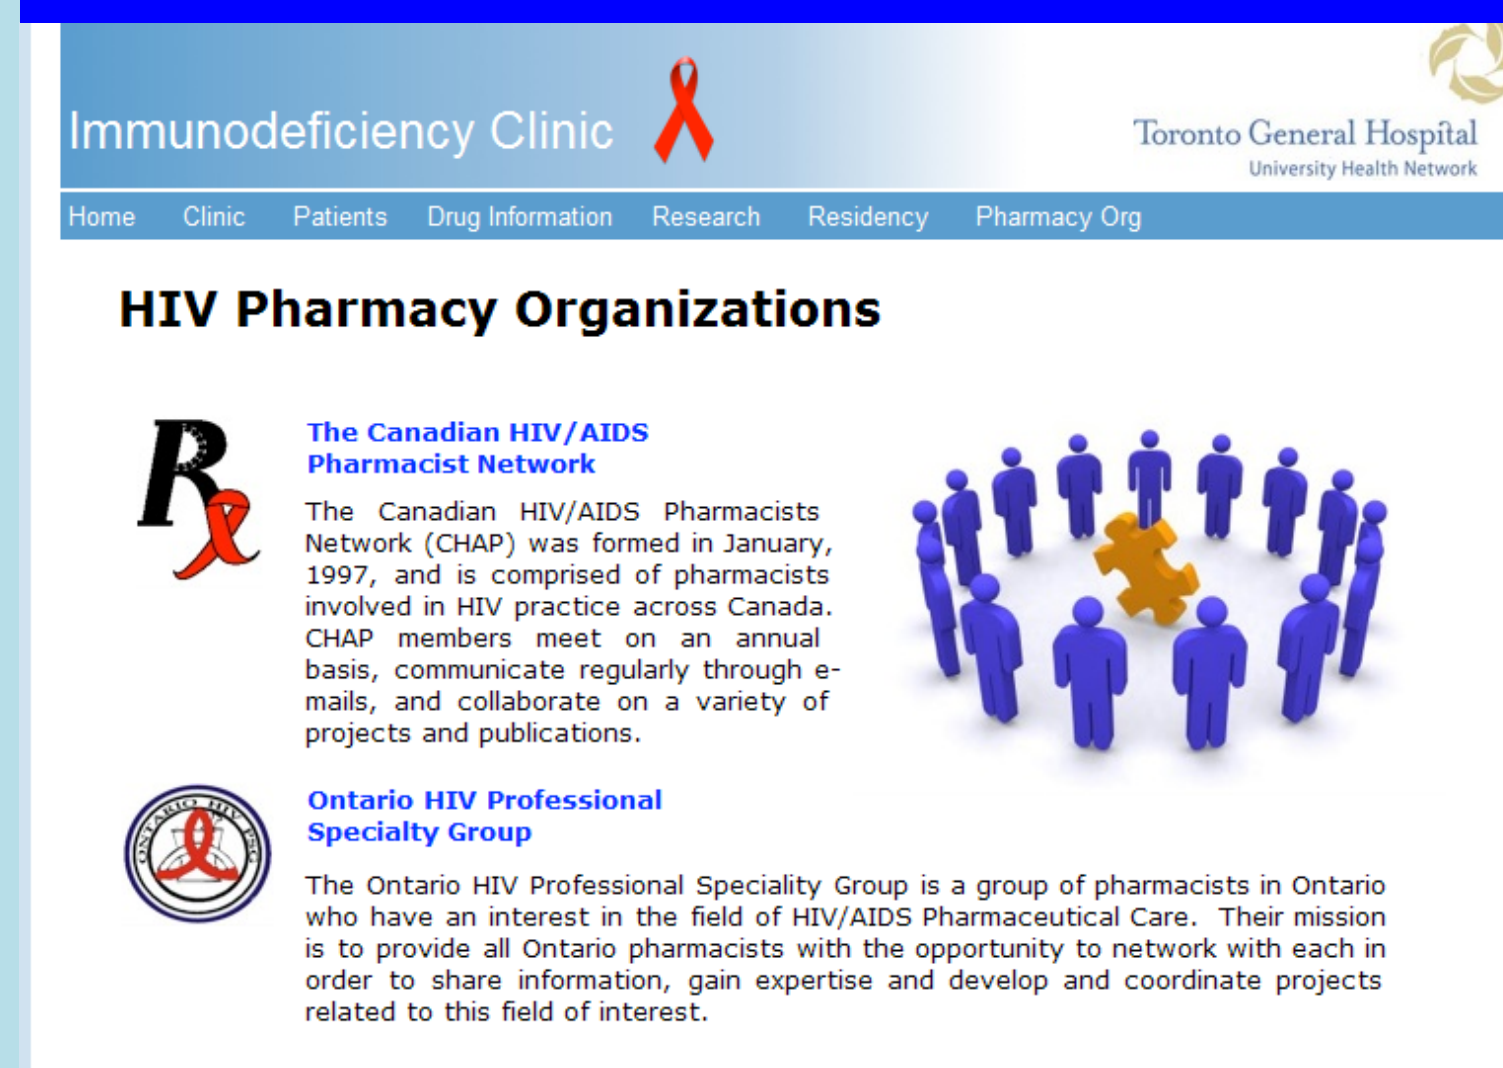 Immunodeficiency Clinic
Toronto General Hospital
University Health Network
Home Clinic Patients Drug Information Research Residency Pharmacy Org
HIV Pharmacy Organizations
Rx
The Canadian HIV/AIDS
Pharmacist Network
The Canadian HIV/AIDS Pharmacists
Network (CHAP) was formed in January,
1997, and is comprised of pharmacists
involved in HIV practice across Canada.
CHAP members meet on an annual
basis, communicate regularly through e-
mails, and collaborate on a variety of
projects and publications.
ONTARIO HIV PSG
Ontario HIV Professional
Specialty Group
The Ontario HIV Professional Speciality Group is a group of pharmacists in Ontario
who have an interest in the field of HIV/AIDS Pharmaceutical Care. Their mission
is to provide all Ontario pharmacists with the opportunity to network with each in
order to share information, gain expertise and develop and coordinate projects
related to this field of interest.